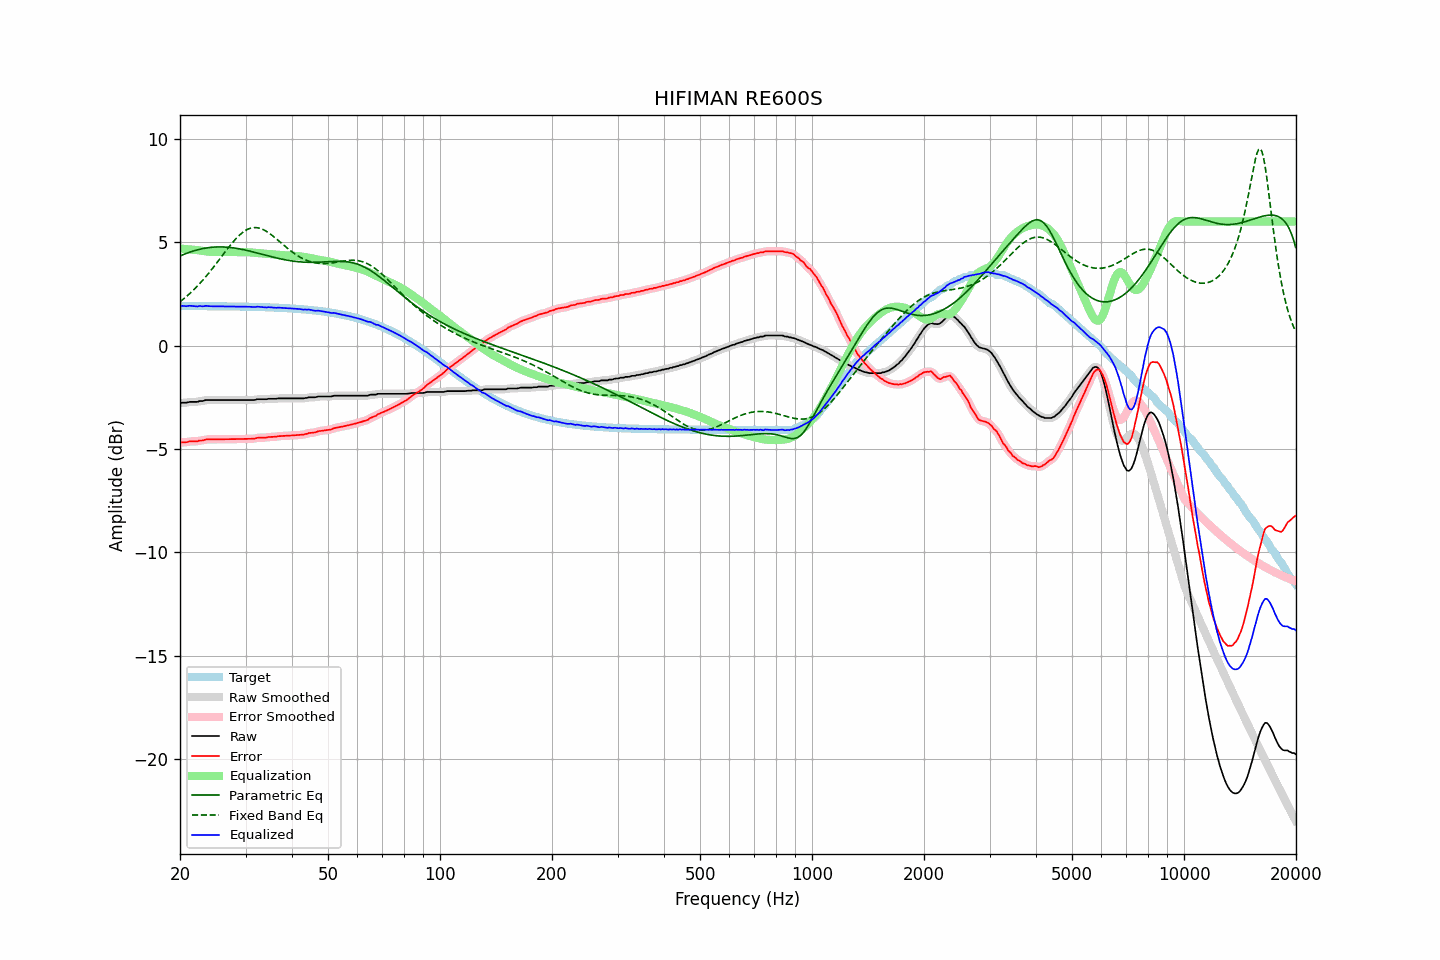 HIFIMAN RE600S
10
5
0
−5
−10
−15
−20
Amplitude (dBr)
Target
Raw Smoothed
Error Smoothed
Raw
Error
Equalization
Parametric Eq
Fixed Band Eq
Equalized
20 50 100 200 500 1000 2000 5000 10000 20000
Frequency (Hz)